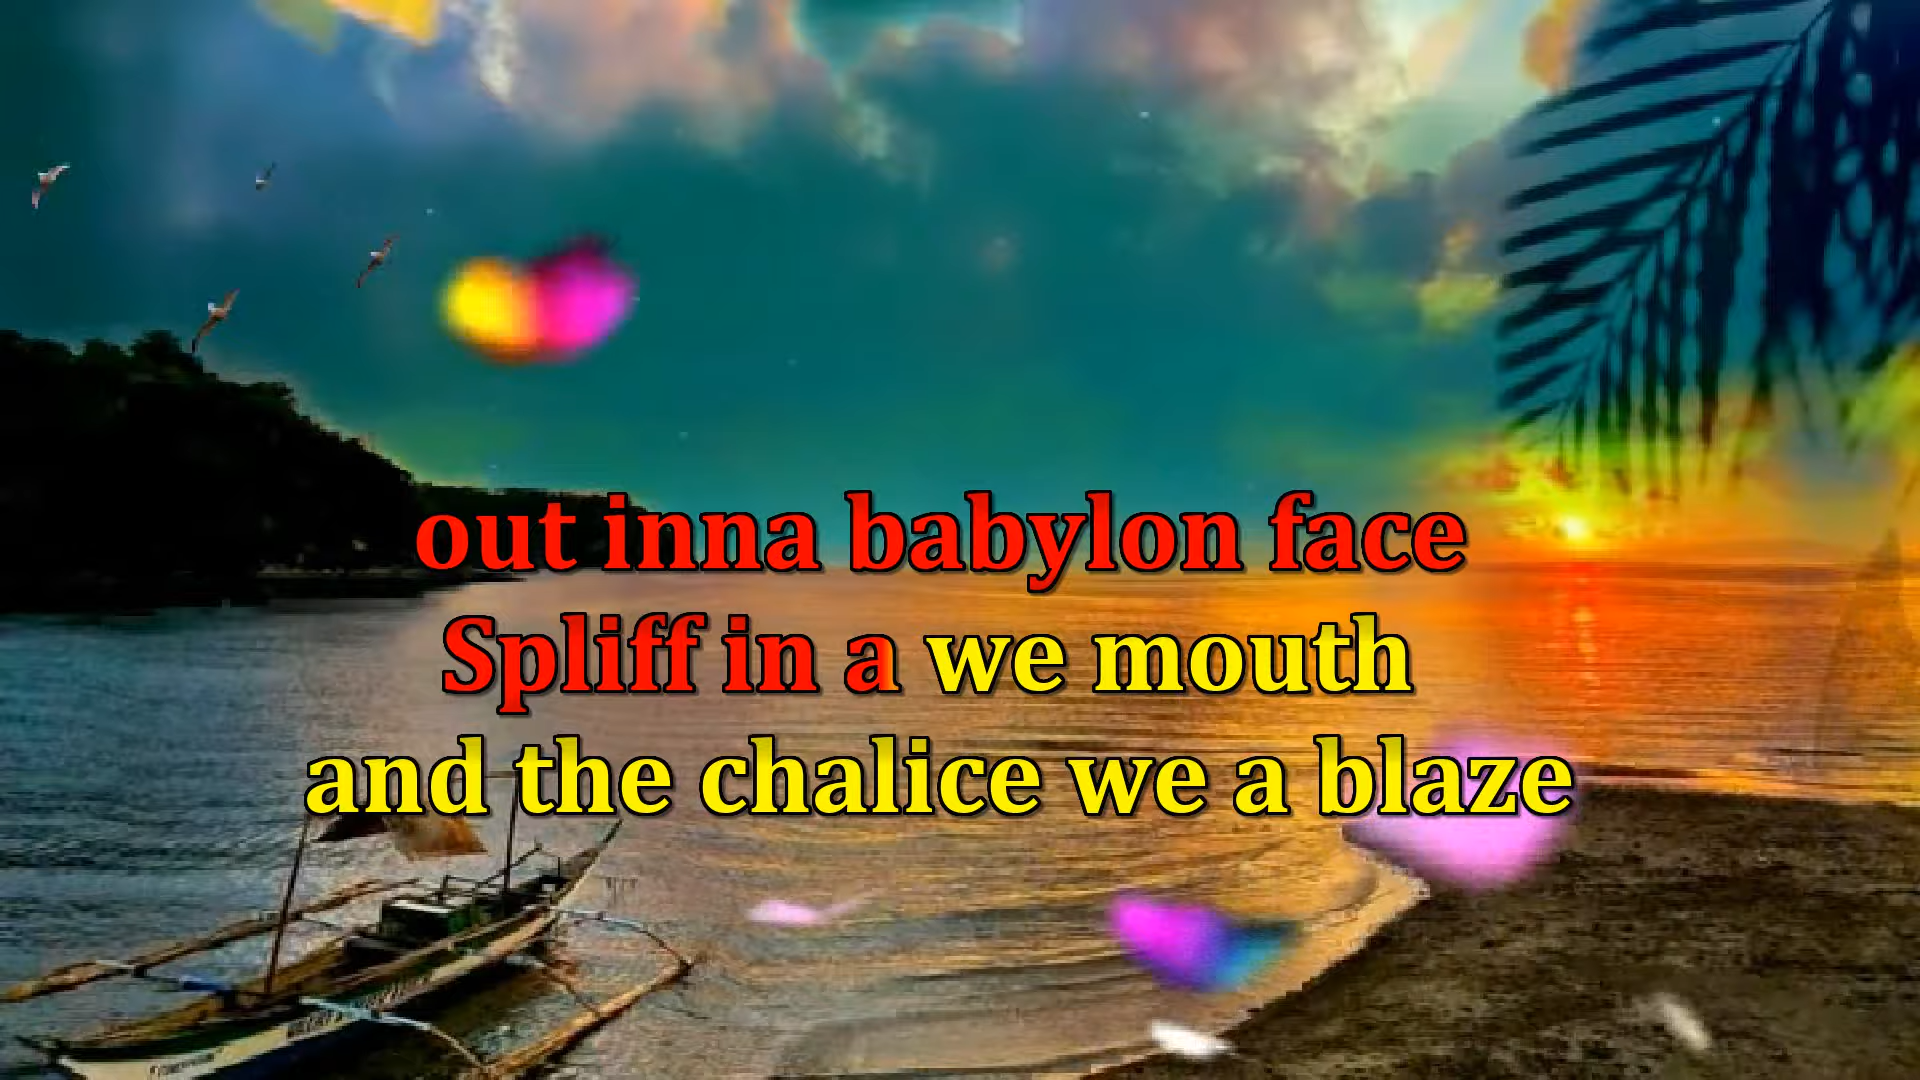 out inna babylon face
Spliff in a we mouth
and the chalice we a blaze